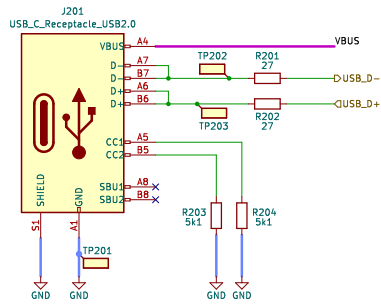 J201
USB_C_Receptacle_USB2.0
VBUS A4 VBUS
D- A7 TP202 R201
D- B7 27 USB_D-
D+ A6
D+ B6 USB_D+
TP203 R202
27
CC1 A5
CC2 B5
SBU1 A8
SBU2 B8
SHIELD GND
R203 R204
5k1 5k1
S1 A1
TP201
GND GND GND GND